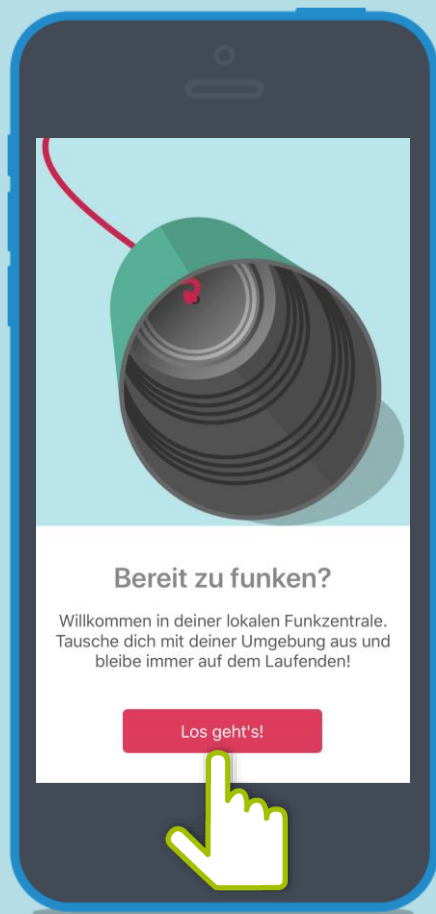 Bereit zu funken?
Willkommen in deiner lokalen Funkzentrale.
Tausche dich mit deiner Umgebung aus und
bleibe immer auf dem Laufenden!
Los geht's!